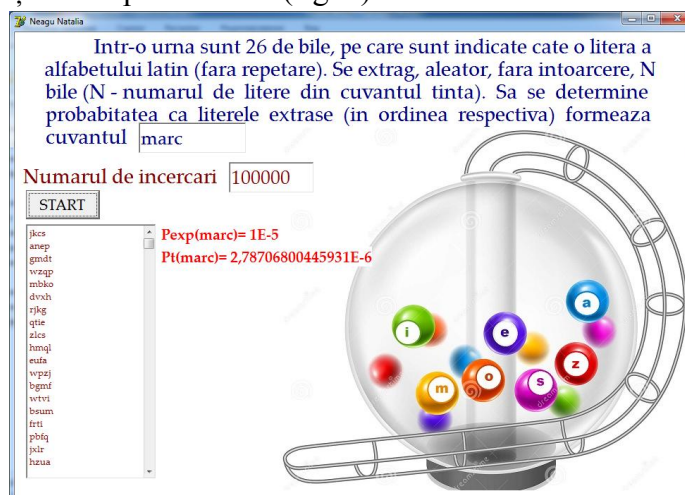 Neagu Natalia
Intr-o urna sunt 26 de bile, pe care sunt indicate cate o litera a
alfabetului latin (fara repetare). Se extrag, aleator, fara intoarcere, N
bile (N - numarul de litere din cuvantul tinta). Sa se determine
probabitatea ca literele extrase (in ordinea respectiva) formeaza
cuvantul marc
Numarul de incercari 100000
START
jkcs
anep
gmdt
wzqp
mbko
dvxh
rjkg
qtie
zlcs
hmql
eufa
wpzj
bgmf
wtvi
bsum
frti
pbfq
jxlr
hzua
Pexp(marc)= 1E-5
Pt(marc)= 2,78706800445931E-6
a
i
e
z
o
s
m